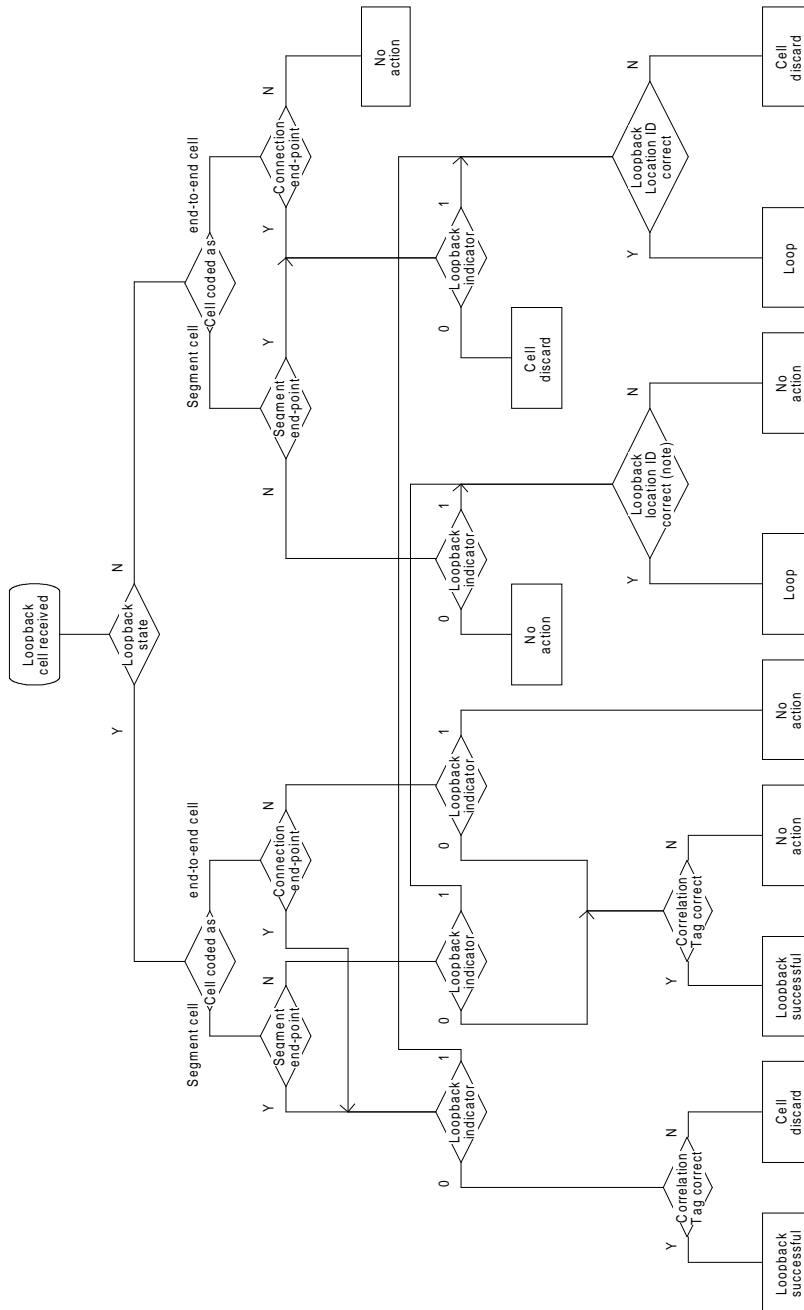 Loopback
cell received
Y
Loopback
state
N
Segment cell
Cell coded as
end-to-end cell
Segment cell
Cell coded as
end-to-end cell
Y
Segment
end-point
N
Y
Connection
end-point
N
N
Segment
end-point
Y
Y
Connection
end-point
N
No
action
0
Loopback
indicator
1
0
Loopback
indicator
1
0
Loopback
indicator
1
0
Loopback
indicator
1
0
Loopback
indicator
1
No
action
Cell
discard
Y
Loopback
location ID
correct (note)
N
Y
Loopback
Location ID
correct
N
Y
Correlation
Tag correct
N
Y
Correlation
Tag correct
N
Loopback
successful
Cell
discard
Loopback
successful
No
action
No
action
Loop
No
action
Loop
Cell
discard